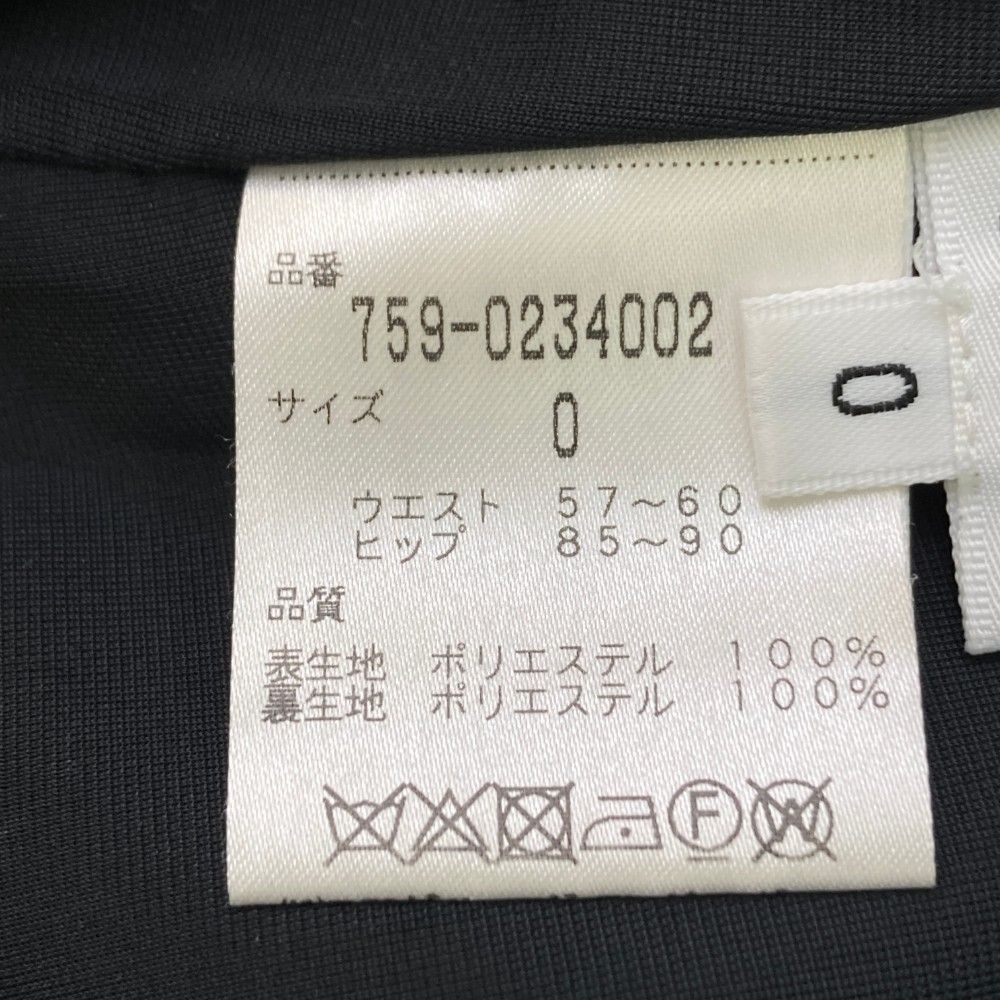 品番
759-0234002
サイズ 0
ウエスト 57～60
ヒップ 85～90
品質
表生地 ポリエステル 100%
裏生地 ポリエステル 100%
F W
0